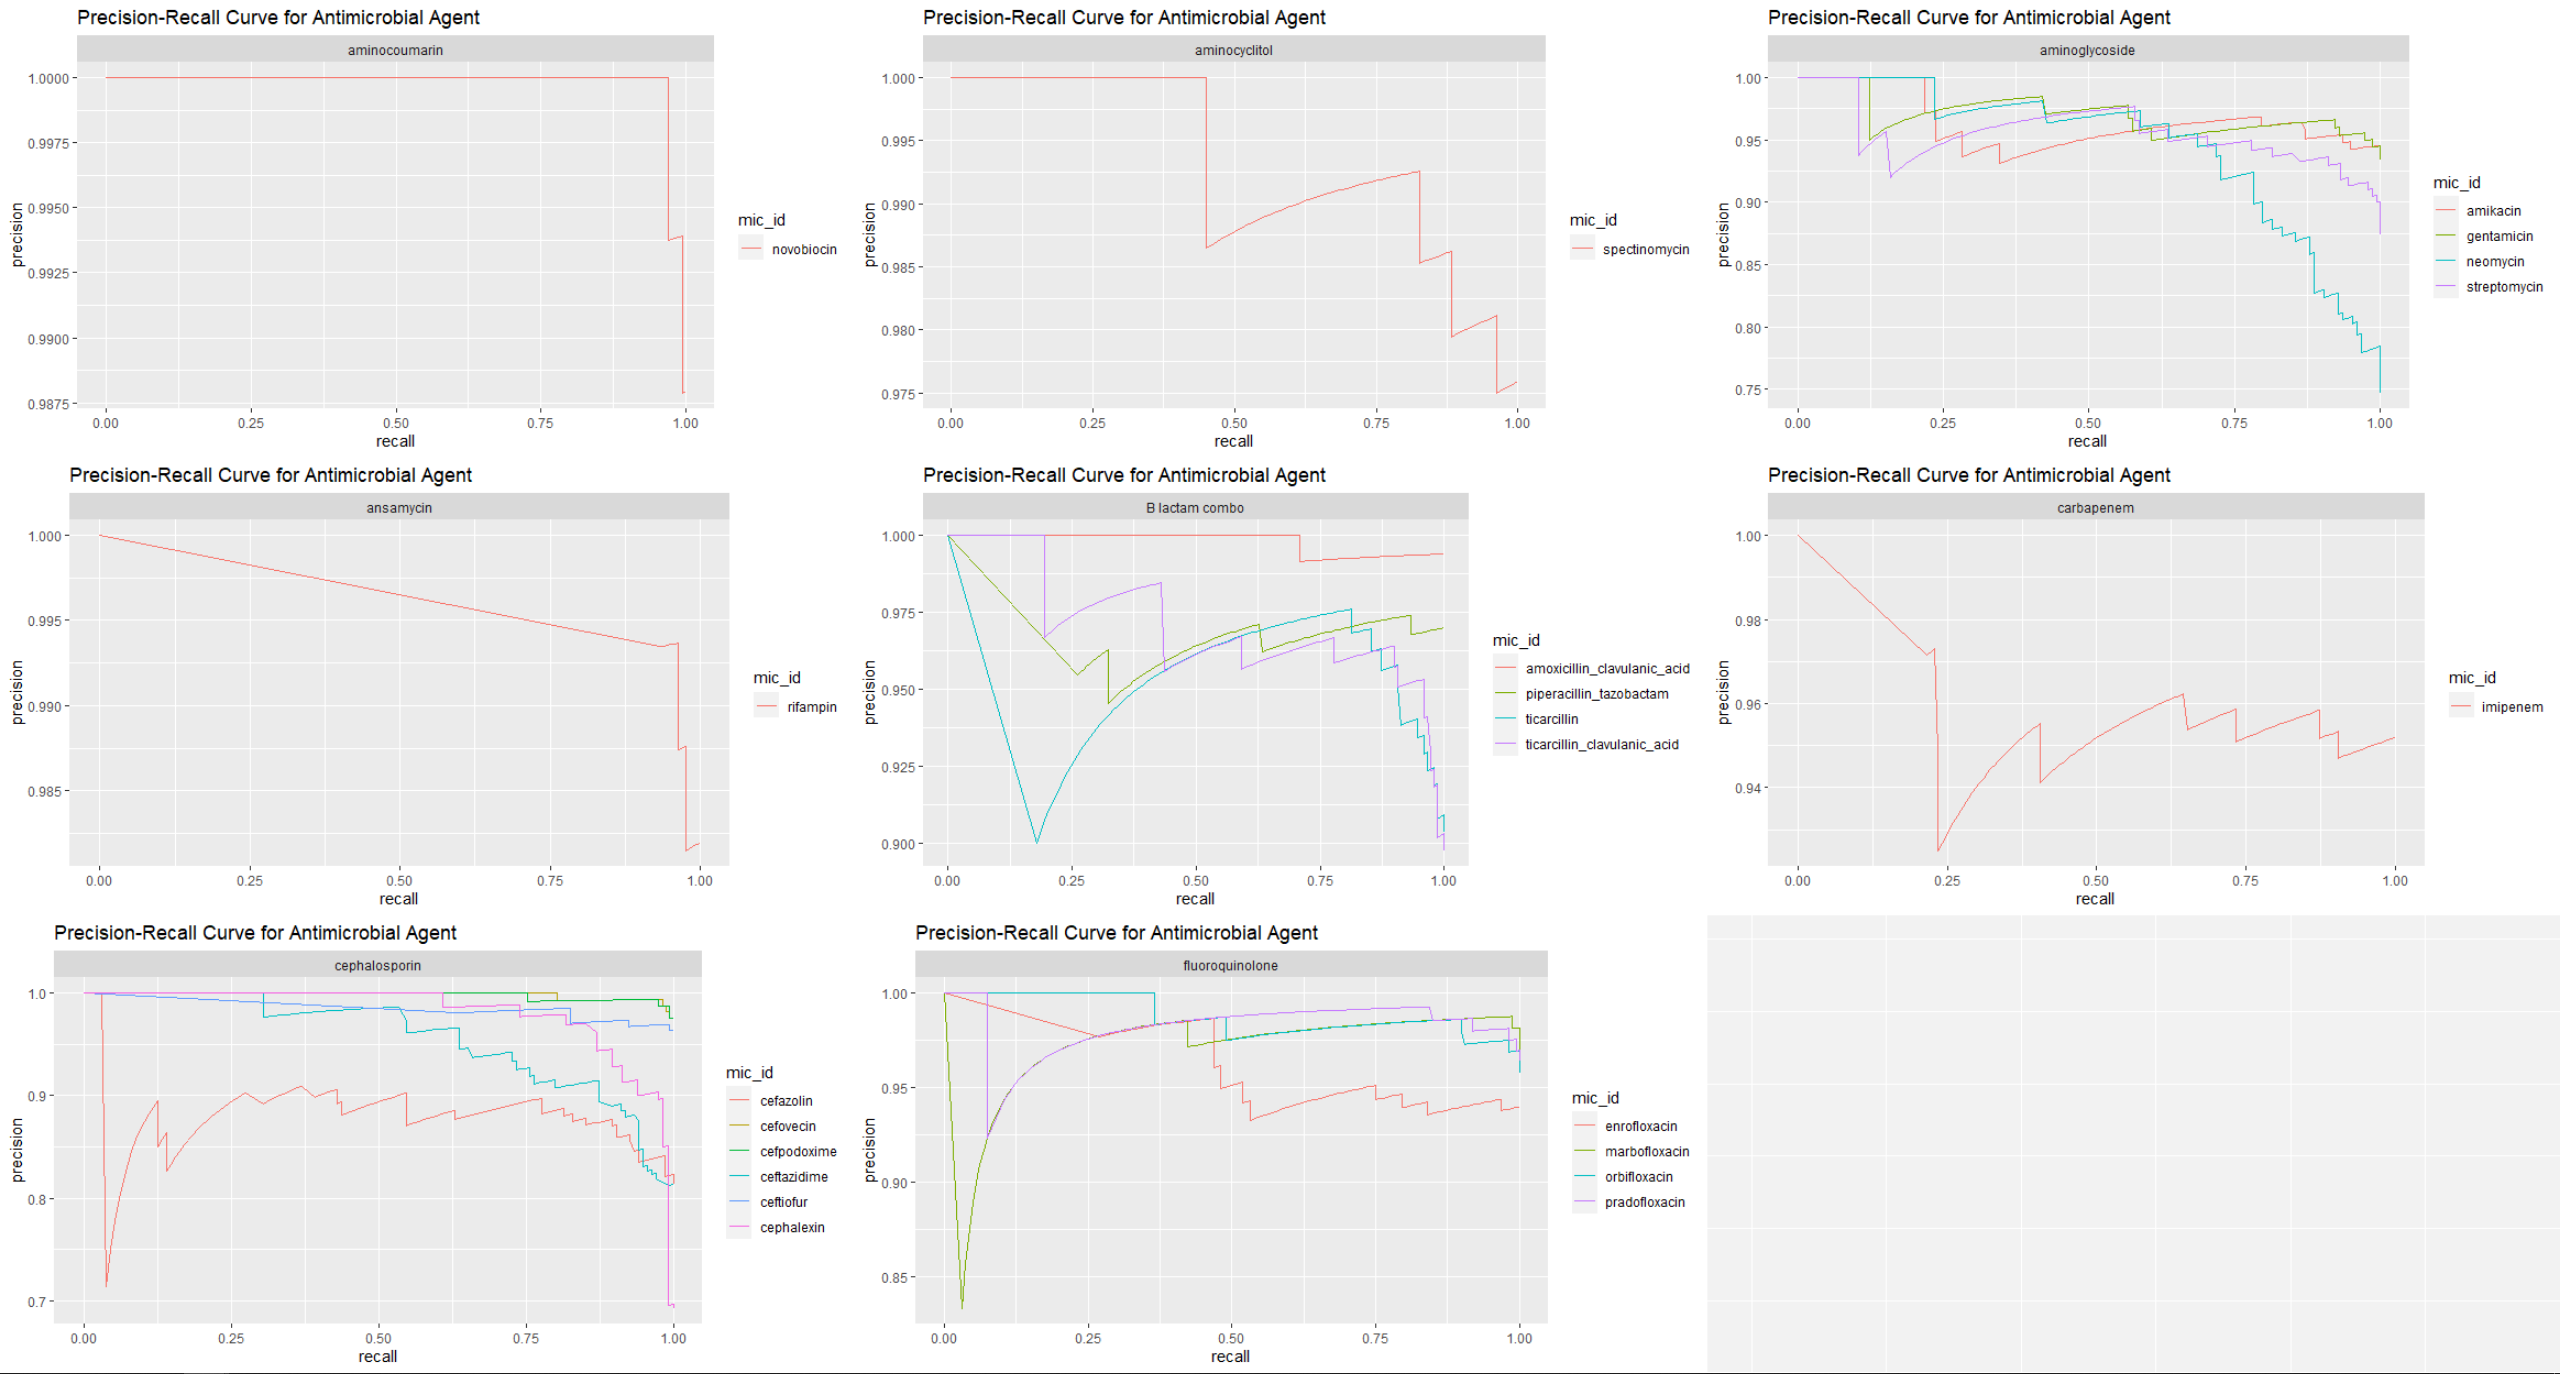 Precision-Recall Curve for Antimicrobial Agent
aminocoumarin
1.0000
0.9975
0.9950
0.9925
0.9900
0.9875
precision
0.00 0.25 0.50 0.75 1.00
recall
mic_id
novobiocin
Precision-Recall Curve for Antimicrobial Agent
aminocyclitol
1.000
0.995
0.990
0.985
0.980
0.975
precision
0.00 0.25 0.50 0.75 1.00
recall
mic_id
spectinomycin
Precision-Recall Curve for Antimicrobial Agent
aminoglycoside
1.00
0.95
0.90
0.85
0.80
0.75
precision
0.00 0.25 0.50 0.75 1.00
recall
mic_id
amikacin
gentamicin
neomycin
streptomycin
Precision-Recall Curve for Antimicrobial Agent
ansamycin
1.000
0.995
0.990
0.985
precision
0.00 0.25 0.50 0.75 1.00
recall
mic_id
rifampin
Precision-Recall Curve for Antimicrobial Agent
B lactam combo
1.000
0.975
0.950
0.925
0.900
precision
0.00 0.25 0.50 0.75 1.00
recall
mic_id
amoxicillin_clavulanic_acid
piperacillin_tazobactam
ticarcillin
ticarcillin_clavulanic_acid
Precision-Recall Curve for Antimicrobial Agent
carbapenem
1.00
0.98
0.96
0.94
precision
0.00 0.25 0.50 0.75 1.00
recall
mic_id
imipenem
Precision-Recall Curve for Antimicrobial Agent
cephalosporin
1.0
0.9
0.8
0.7
precision
0.00 0.25 0.50 0.75 1.00
recall
mic_id
cefazolin
cefovecin
cefpodoxime
ceftazidime
ceftiofur
cephalexin
Precision-Recall Curve for Antimicrobial Agent
fluoroquinolone
1.00
0.95
0.90
0.85
precision
0.00 0.25 0.50 0.75 1.00
recall
mic_id
enrofloxacin
marbofloxacin
orbifloxacin
pradofloxacin